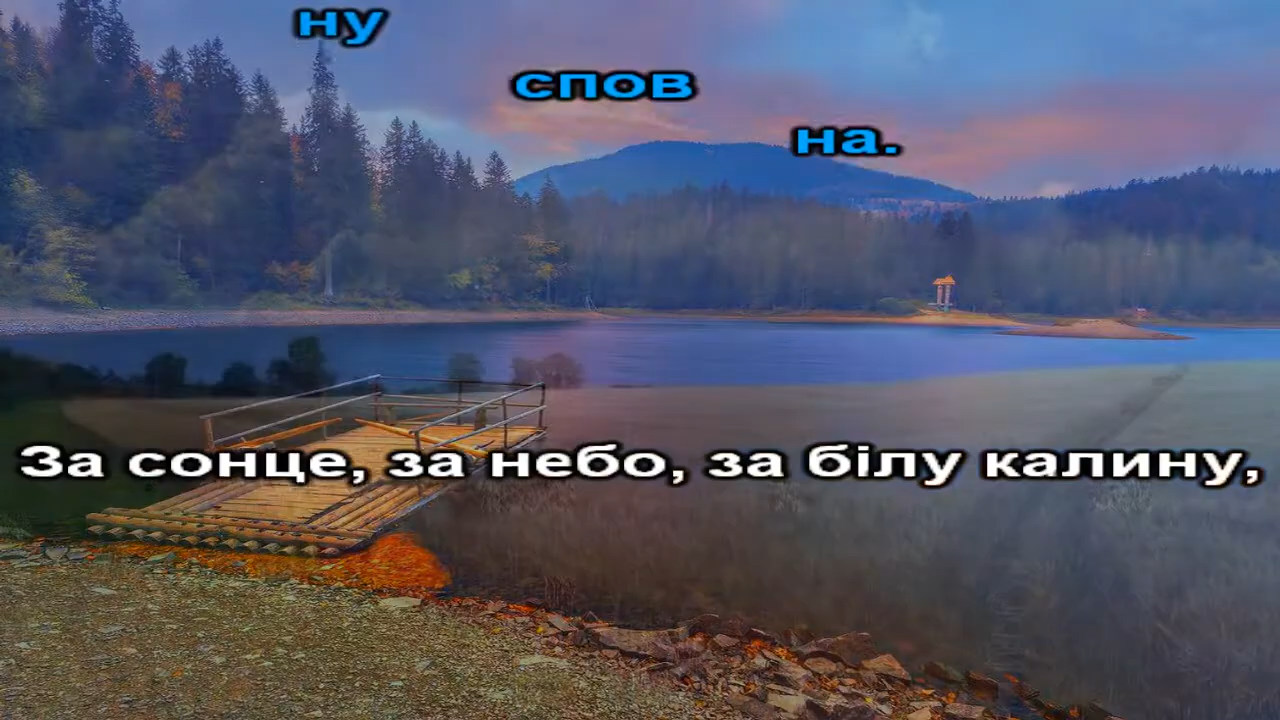 ну
спов
на.
За сонце, за небо, за білу калину,